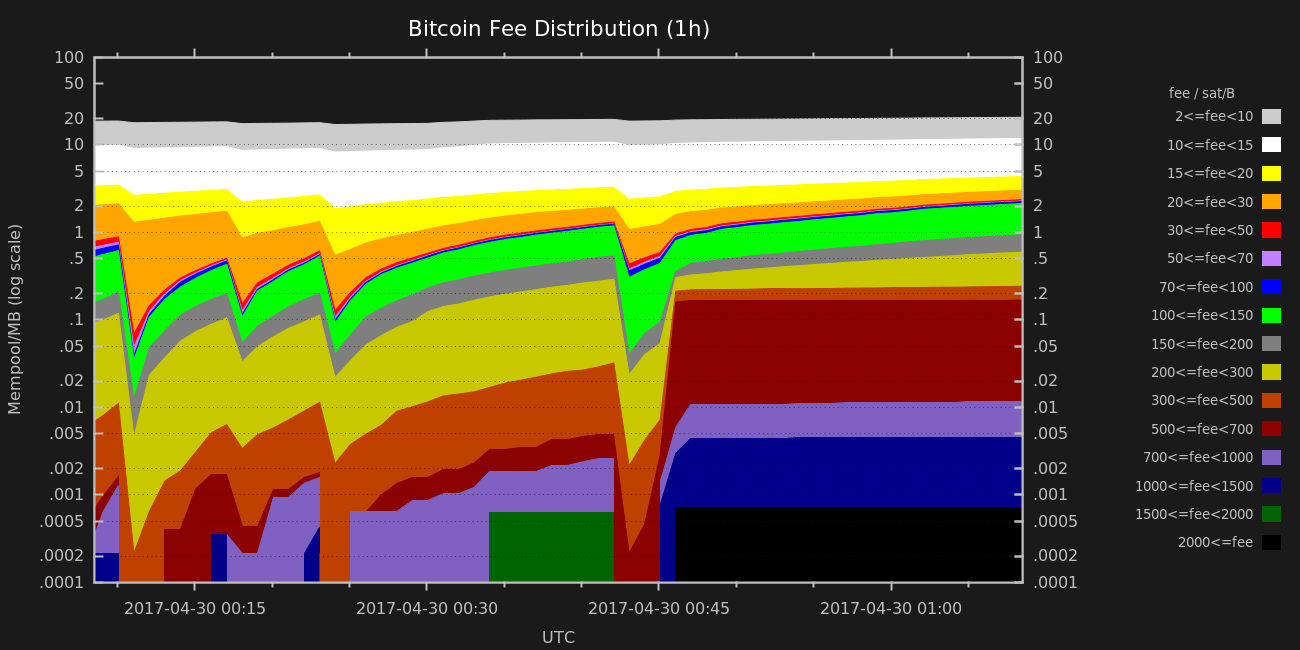 Bitcoin Fee Distribution (1h)
Mempool/MB (log scale)
100
50
20
10
5
2
1
.5
.2
.1
.05
.02
.01
.005
.002
.001
.0005
.0002
.0001
100
50
20
10
5
2
1
.5
.2
.1
.05
.02
.01
.005
.002
.001
.0005
.0002
.0001
2017-04-30 00:15
2017-04-30 00:30
2017-04-30 00:45
2017-04-30 01:00
UTC
fee / sat/B
2<=fee<10
10<=fee<15
15<=fee<20
20<=fee<30
30<=fee<50
50<=fee<70
70<=fee<100
100<=fee<150
150<=fee<200
200<=fee<300
300<=fee<500
500<=fee<700
700<=fee<1000
1000<=fee<1500
1500<=fee<2000
2000<=fee